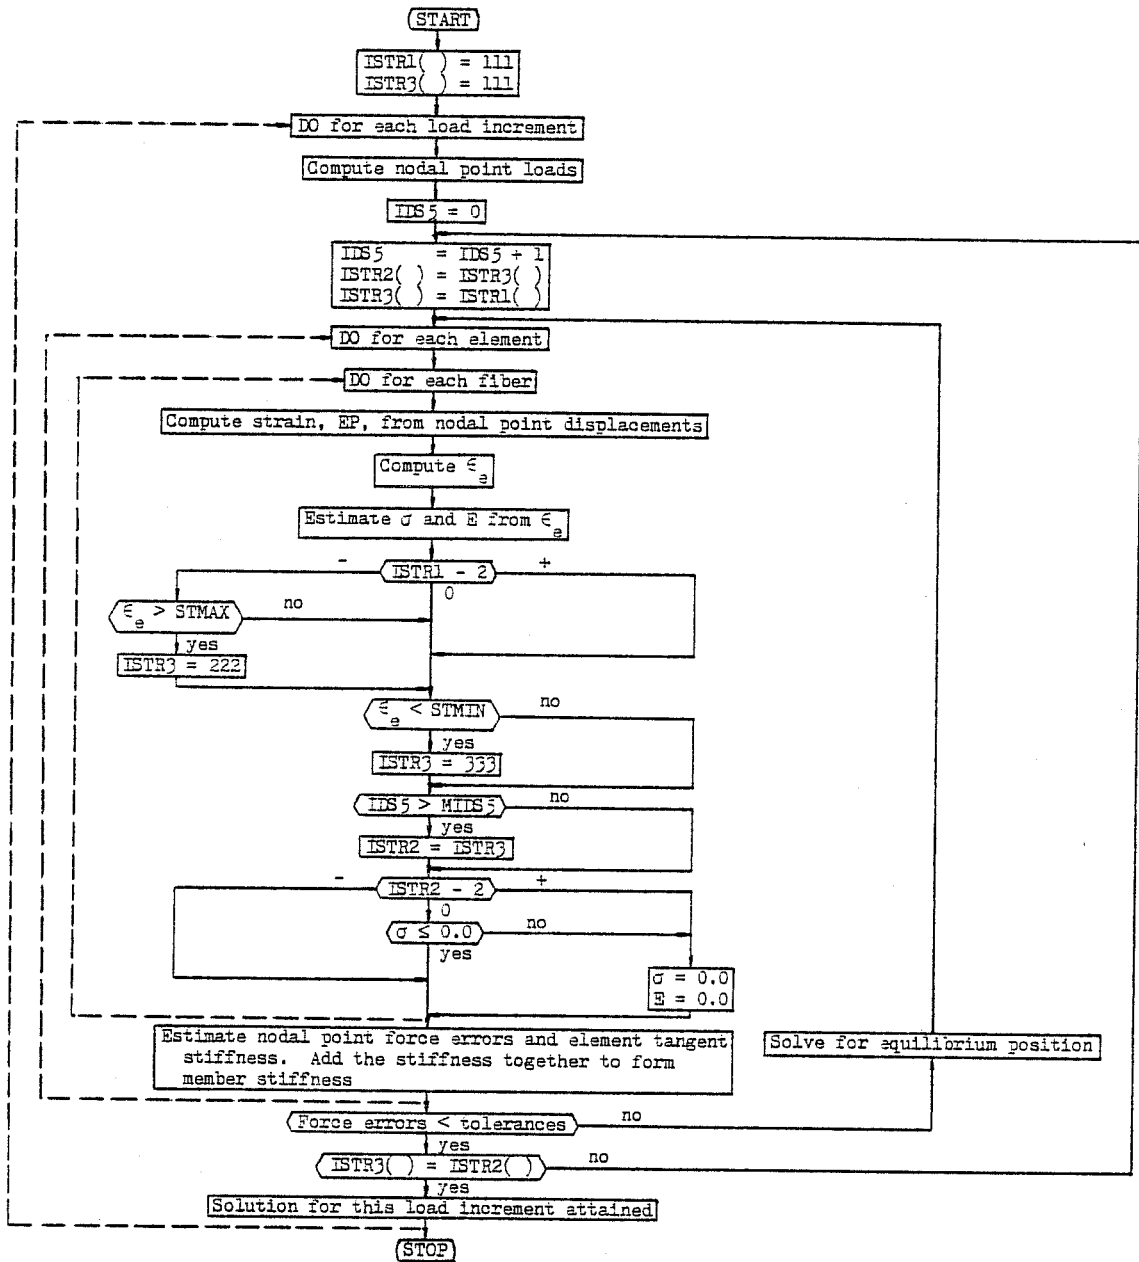 START
ISTR1( ) = 111
ISTR3( ) = 111
DO for each load increment
Compute nodal point loads
IDS5 = 0
IDS5 = IDS5 + 1
ISTR2( ) = ISTR3( )
ISTR3( ) = ISTR1( )
DO for each element
DO for each fiber
Compute strain, EP, from nodal point displacements
Compute ∈e
Estimate σ and E from ∈e
- ISTR1 - 2 +
0
∈e > STMAX no
yes
ISTR3 = 222
∈e < STMIN no
yes
ISTR3 = 333
IDS5 > MIDS5 no
yes
ISTR2 = ISTR3
- ISTR2 - 2 +
0
σ ≤ 0.0 no
yes
σ = 0.0
E = 0.0
Estimate nodal point force errors and element tangent
stiffness. Add the stiffness together to form
member stiffness
Solve for equilibrium position
Force errors < tolerances no
yes
ISTR3( ) = ISTR2( ) no
yes
Solution for this load increment attained
STOP